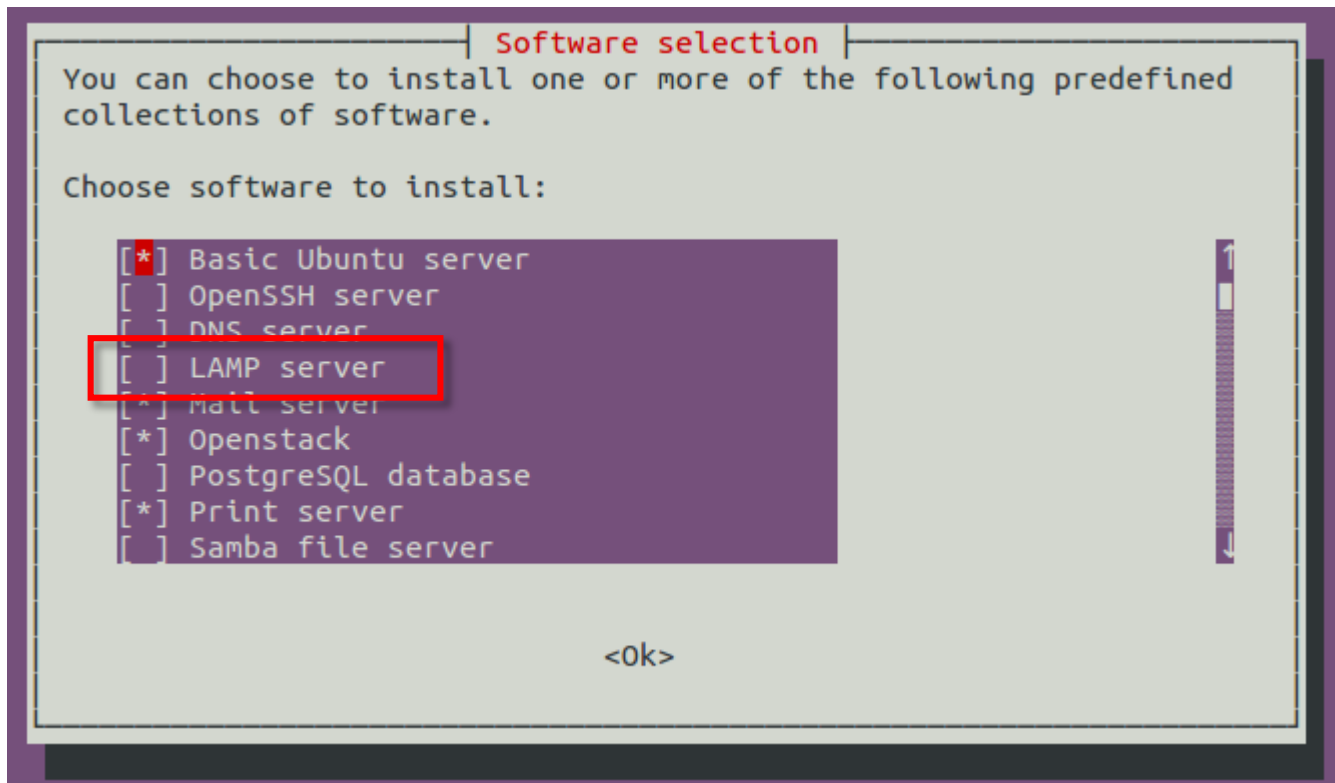 Software selection
You can choose to install one or more of the following predefined
collections of software.
Choose software to install:
[*] Basic Ubuntu server
[ ] OpenSSH server
[ ] DNS server
[ ] LAMP server
[*] Mail server
[*] Openstack
[ ] PostgreSQL database
[*] Print server
[ ] Samba file server
<Ok>